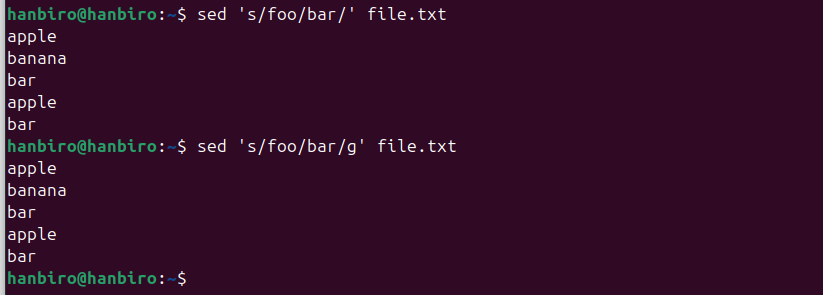 hanbiro@hanbiro:~$ sed 's/foo/bar/' file.txt
apple
banana
bar
apple
bar
hanbiro@hanbiro:~$ sed 's/foo/bar/g' file.txt
apple
banana
bar
apple
bar
hanbiro@hanbiro:~$